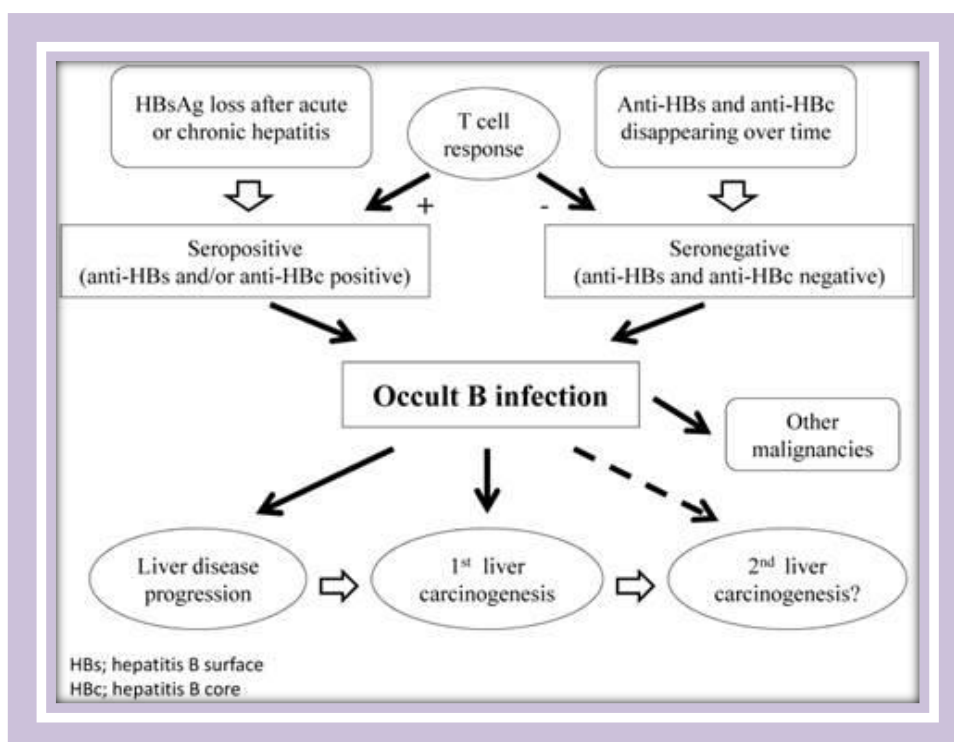 HBsAg loss after acute
or chronic hepatitis
T cell
response
Anti-HBs and anti-HBc
disappearing over time
+
-
Seropositive
(anti-HBs and/or anti-HBc positive)
Seronegative
(anti-HBs and anti-HBc negative)
Occult B infection
Other
malignancies
Liver disease
progression
1st liver
carcinogenesis
2nd liver
carcinogenesis?
HBs; hepatitis B surface
HBc; hepatitis B core